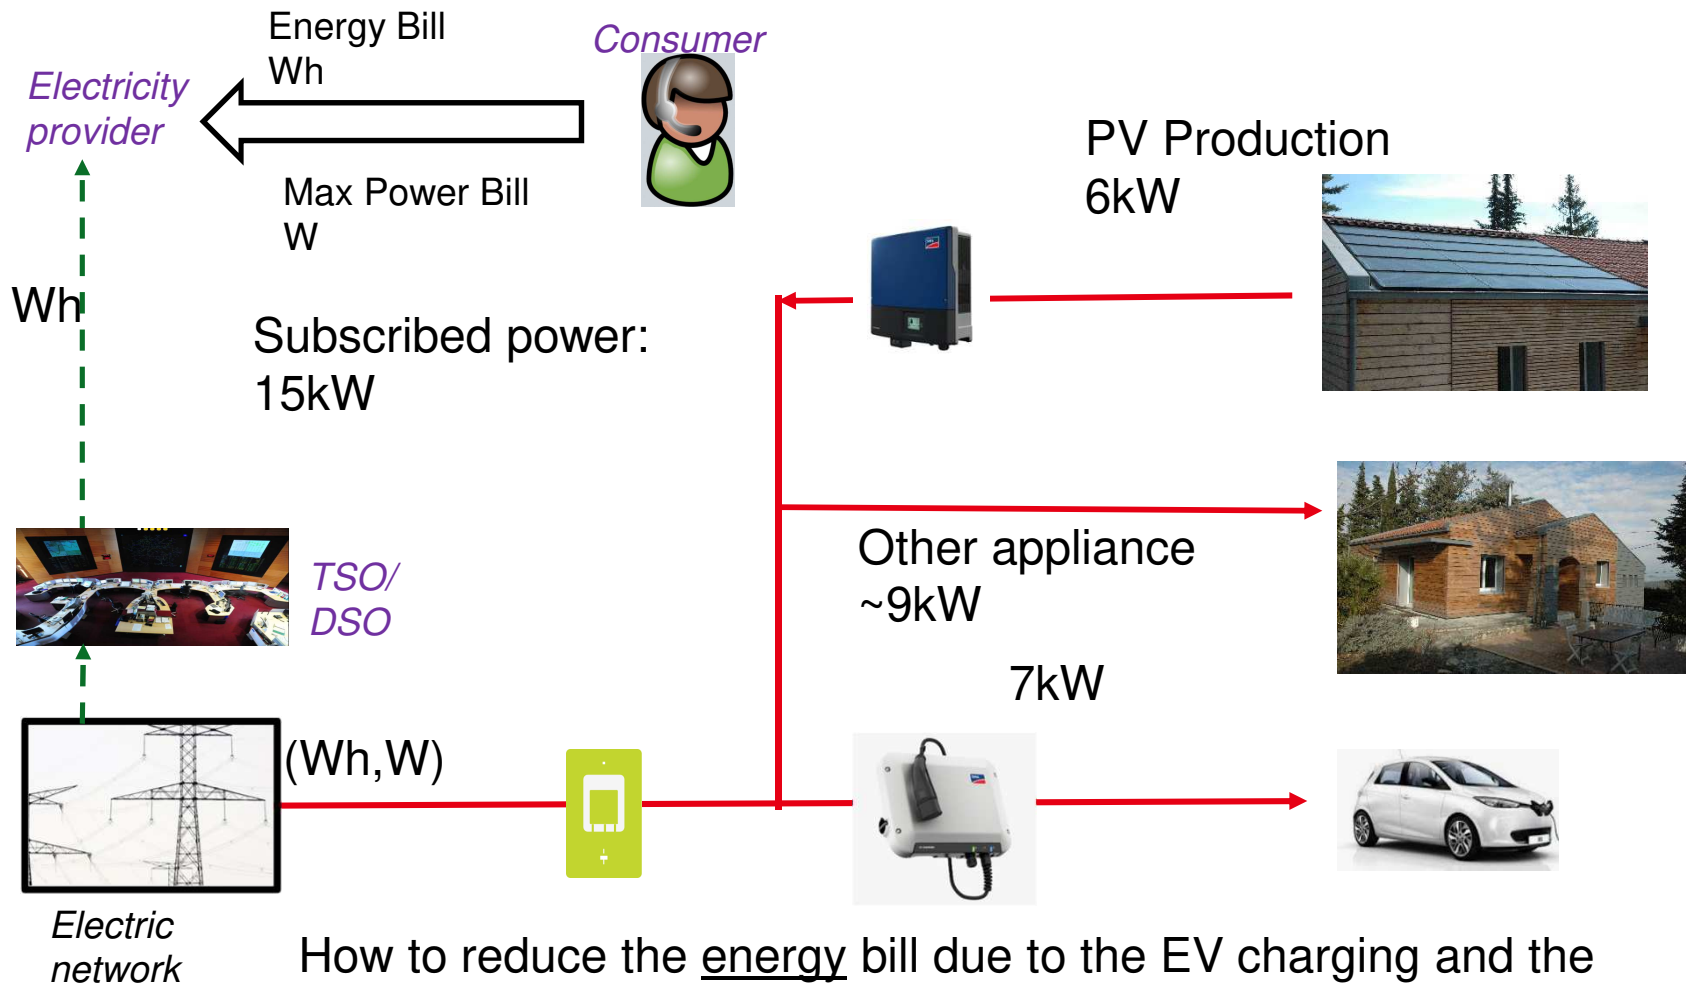 Energy Bill
Wh
Consumer
Electricity
provider
Max Power Bill
W
PV Production
6kW
Wh
Subscribed power:
15kW
Other appliance
~9kW
TSO/
DSO
7kW
(Wh,W)
Electric
network
How to reduce the energy bill due to the EV charging and the